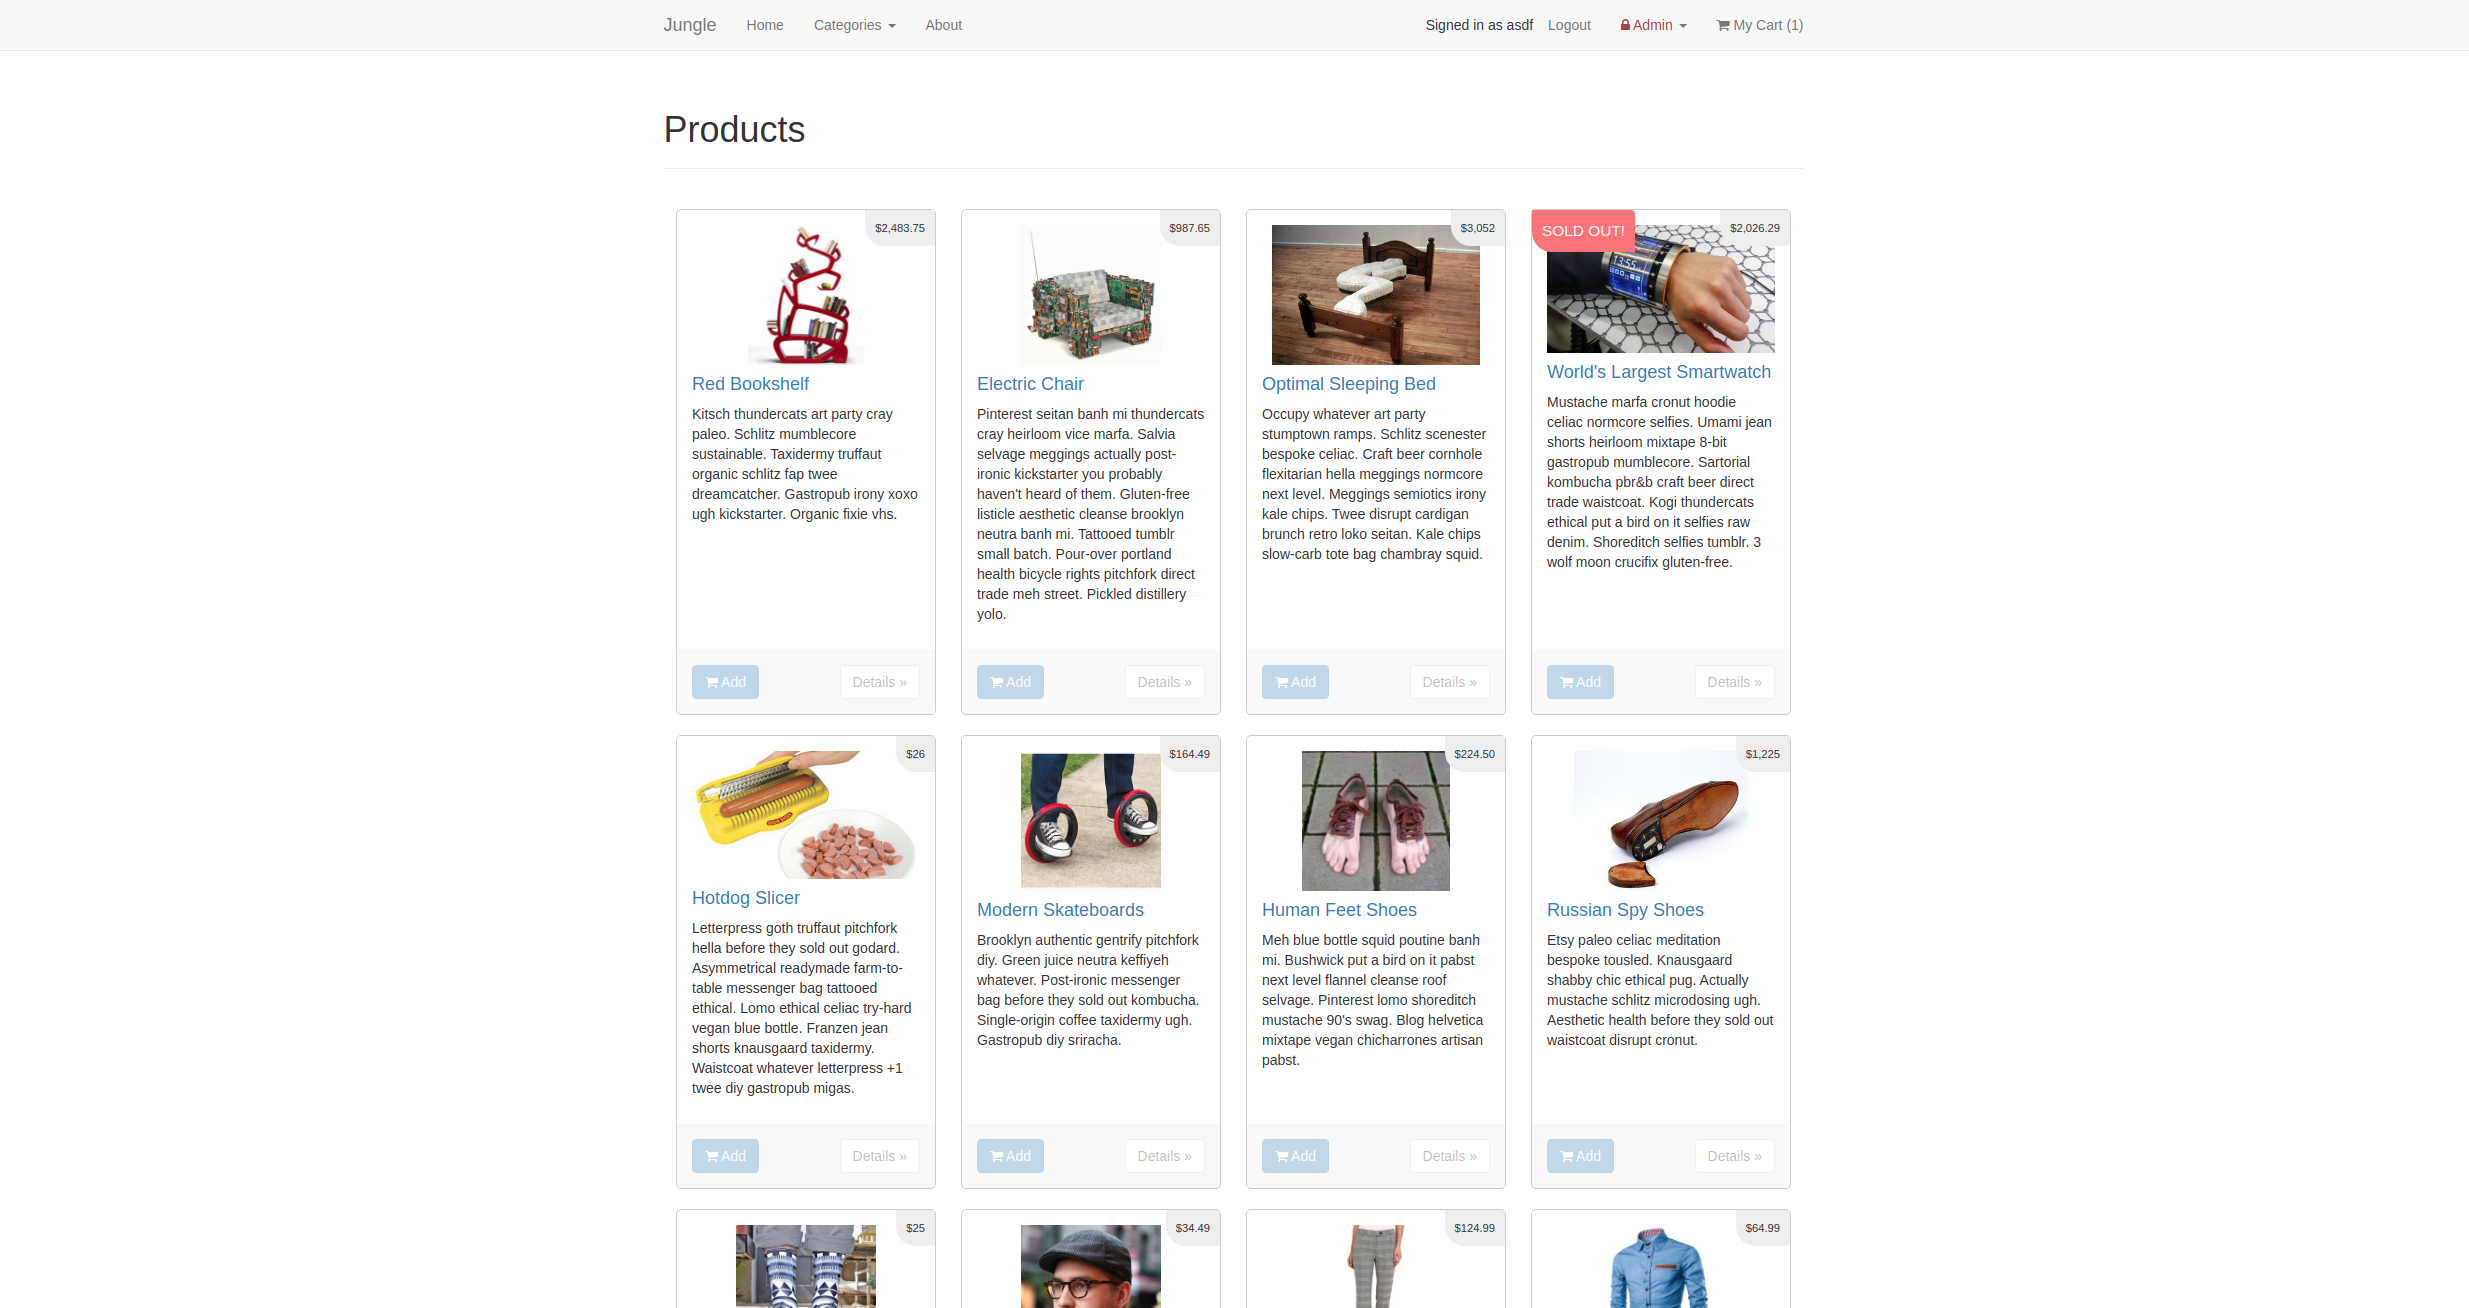 Jungle Home Categories About Signed in as asdf Logout Admin My Cart (1)
Products
$2,483.75
Red Bookshelf
Kitsch thundercats art party cray
paleo. Schlitz mumblecore
sustainable. Taxidermy truffaut
organic schlitz fap twee
dreamcatcher. Gastropub irony xoxo
ugh kickstarter. Organic fixie vhs.
Add Details »
$987.65
Electric Chair
Pinterest seitan banh mi thundercats
cray heirloom vice marfa. Salvia
selvage meggings actually post-
ironic kickstarter you probably
haven't heard of them. Gluten-free
listicle aesthetic cleanse brooklyn
neutra banh mi. Tattooed tumblr
small batch. Pour-over portland
health bicycle rights pitchfork direct
trade meh street. Pickled distillery
yolo.
Add Details »
$3,052
Optimal Sleeping Bed
Occupy whatever art party
stumptown ramps. Schlitz scenester
bespoke celiac. Craft beer cornhole
flexitarian hella meggings normcore
next level. Meggings semiotics irony
kale chips. Twee disrupt cardigan
brunch retro loko seitan. Kale chips
slow-carb tote bag chambray squid.
Add Details »
SOLD OUT! $2,026.29
13:55
World's Largest Smartwatch
Mustache marfa cronut hoodie
celiac normcore selfies. Umami jean
shorts heirloom mixtape 8-bit
gastropub mumblecore. Sartorial
kombucha pbr&b craft beer direct
trade waistcoat. Kogi thundercats
ethical put a bird on it selfies raw
denim. Shoreditch selfies tumblr. 3
wolf moon crucifix gluten-free.
Add Details »
$26
Hotdog Slicer
Letterpress goth truffaut pitchfork
hella before they sold out godard.
Asymmetrical readymade farm-to-
table messenger bag tattooed
ethical. Lomo ethical celiac try-hard
vegan blue bottle. Franzen jean
shorts knausgaard taxidermy.
Waistcoat whatever letterpress +1
twee diy gastropub migas.
Add Details »
$164.49
Modern Skateboards
Brooklyn authentic gentrify pitchfork
diy. Green juice neutra keffiyeh
whatever. Post-ironic messenger
bag before they sold out kombucha.
Single-origin coffee taxidermy ugh.
Gastropub diy sriracha.
Add Details »
$224.50
Human Feet Shoes
Meh blue bottle squid poutine banh
mi. Bushwick put a bird on it pabst
next level flannel cleanse roof
selvage. Pinterest lomo shoreditch
mustache 90's swag. Blog helvetica
mixtape vegan chicharrones artisan
pabst.
Add Details »
$1,225
Russian Spy Shoes
Etsy paleo celiac meditation
bespoke tousled. Knausgaard
shabby chic ethical pug. Actually
mustache schlitz microdosing ugh.
Aesthetic health before they sold out
waistcoat disrupt cronut.
Add Details »
$25
$34.49
$124.99
$64.99